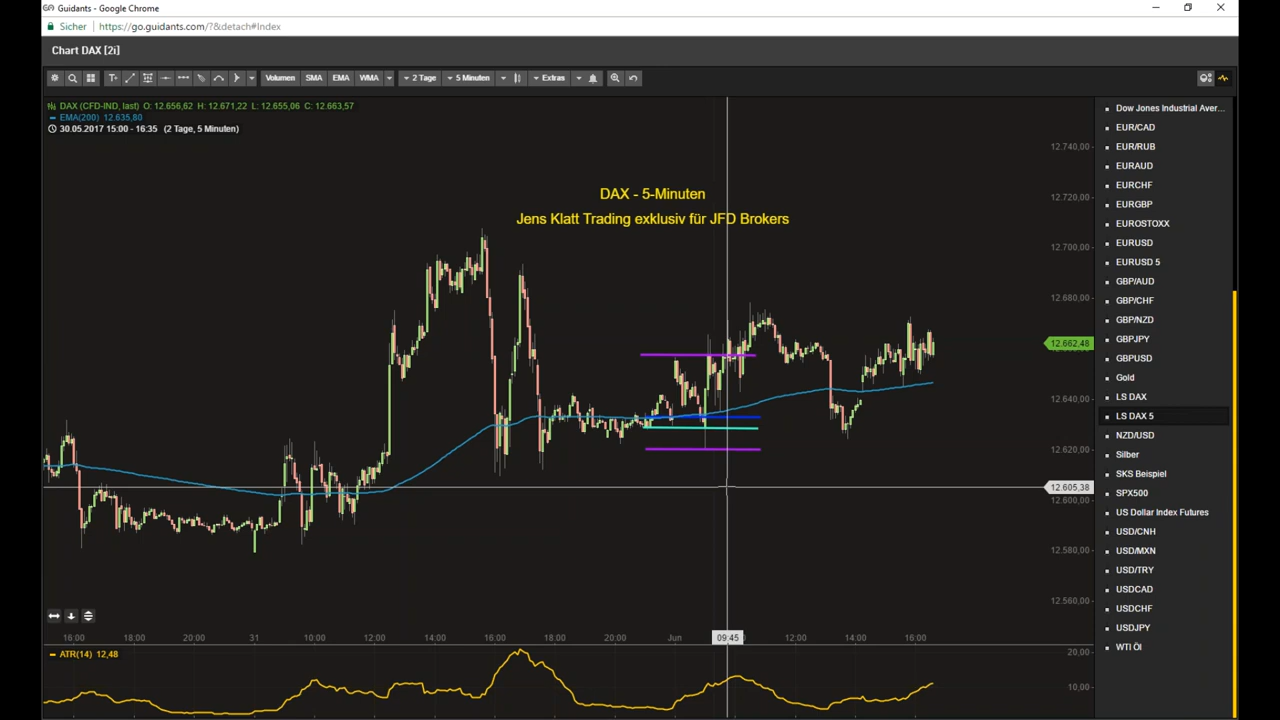 Guidants - Google Chrome
Sicher https://go.guidants.com/?&detach#Index
Chart DAX [2i]
Volumen SMA EMA WMA 2 Tage 5 Minuten Extras
DAX (CFD-IND, last) O: 12.656,62 H: 12.671,22 L: 12.655,06 C: 12.663,57
EMA(200) 12.635,80
30.05.2017 15:00 - 16:35 (2 Tage, 5 Minuten)
DAX - 5-Minuten
Jens Klatt Trading exklusiv für JFD Brokers
12.740,00
12.720,00
12.700,00
12.680,00
12.662,48
12.640,00
12.620,00
12.605,38
12.600,00
12.580,00
12.560,00
16:00 18:00 20:00 31 10:00 12:00 14:00 16:00 18:00 20:00 Jun 09:45 12:00 14:00 16:00
ATR(14) 12,48
20,00
10,00
Dow Jones Industrial Aver...
EUR/CAD
EUR/RUB
EURAUD
EURCHF
EURGBP
EUROSTOXX
EURUSD
EURUSD 5
GBP/AUD
GBP/CHF
GBP/NZD
GBPJPY
GBPUSD
Gold
LS DAX
LS DAX 5
NZD/USD
Silber
SKS Beispiel
SPX500
US Dollar Index Futures
USD/CNH
USD/MXN
USD/TRY
USDCAD
USDCHF
USDJPY
WTI Öl